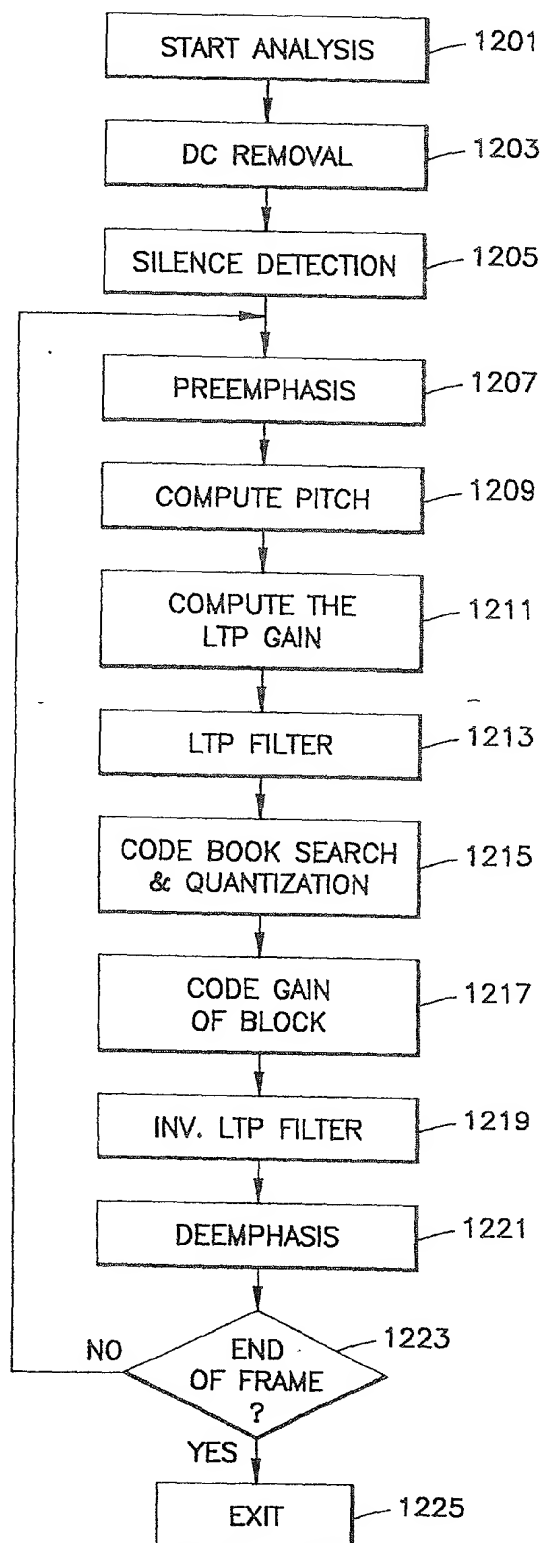 START ANALYSIS
1201
DC REMOVAL
1203
SILENCE DETECTION
1205
PREEMPHASIS
1207
COMPUTE PITCH
1209
COMPUTE THE
LTP GAIN
1211
LTP FILTER
1213
CODE BOOK SEARCH
& QUANTIZATION
1215
CODE GAIN
OF BLOCK
1217
INV. LTP FILTER
1219
DEEMPHASIS
1221
END
OF FRAME
?
1223
NO
YES
EXIT
1225